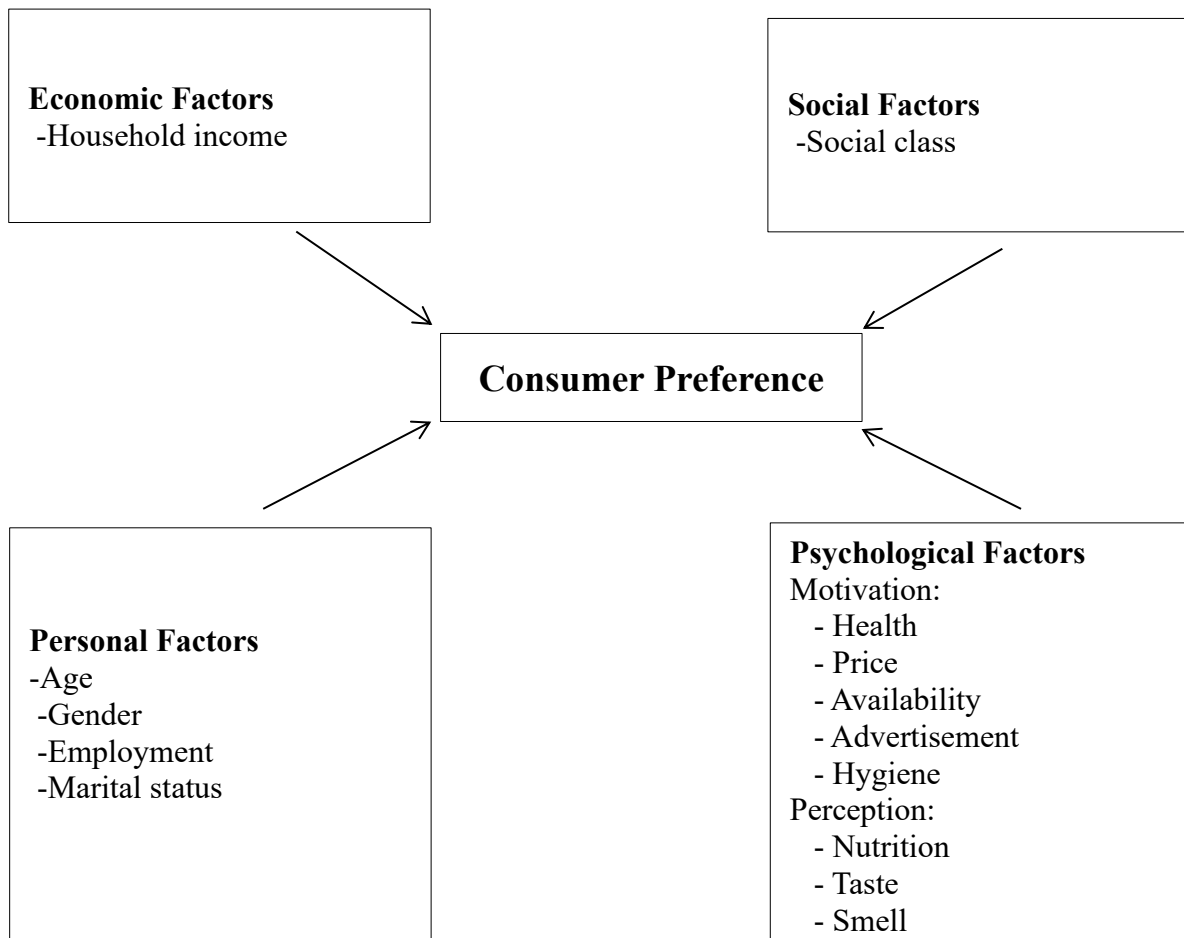 Economic Factors
-Household income
Social Factors
-Social class
Consumer Preference
Personal Factors
-Age
-Gender
-Employment
-Marital status
Psychological Factors
Motivation:
- Health
- Price
- Availability
- Advertisement
- Hygiene
Perception:
- Nutrition
- Taste
- Smell